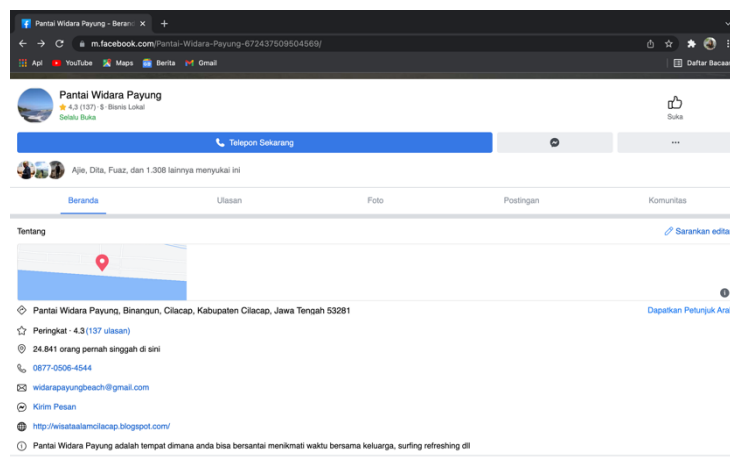 Pantai Widara Payung - Berand
m.facebook.com/Pantai-Widara-Payung-672437509504569/
Apl YouTube Maps Berita Gmail Daftar Bacaan
Pantai Widara Payung
4,3 (137) · $ · Bisnis Lokal
Selalu Buka
Suka
Telepon Sekarang
Ajie, Dita, Fuaz, dan 1.308 lainnya menyukai ini
Beranda Ulasan Foto Postingan Komunitas
Tentang Sarankan edita
Pantai Widara Payung, Binangun, Cilacap, Kabupaten Cilacap, Jawa Tengah 53281 Dapatkan Petunjuk Ara
Peringkat · 4.3 (137 ulasan)
24.841 orang pernah singgah di sini
0877-0506-4544
widarapayungbeach@gmail.com
Kirim Pesan
http://wisataalamcilacap.blogspot.com/
Pantai Widara Payung adalah tempat dimana anda bisa bersantai menikmati waktu bersama keluarga, surfing refreshing dll